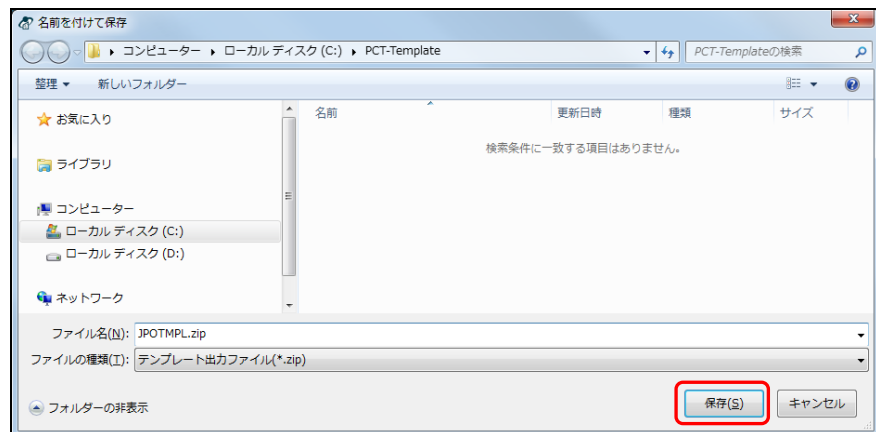 名前を付けて保存
コンピューター ▸ ローカル ディスク (C:) ▸ PCT-Template
PCT-Templateの検索
整理 ▼ 新しいフォルダー
名前 更新日時 種類 サイズ
検索条件に一致する項目はありません。
お気に入り
ライブラリ
コンピューター
ローカル ディスク (C:)
ローカル ディスク (D:)
ネットワーク
ファイル名(N): JPOTMPL.zip
ファイルの種類(T): テンプレート出力ファイル(*.zip)
フォルダーの非表示
保存(S) キャンセル